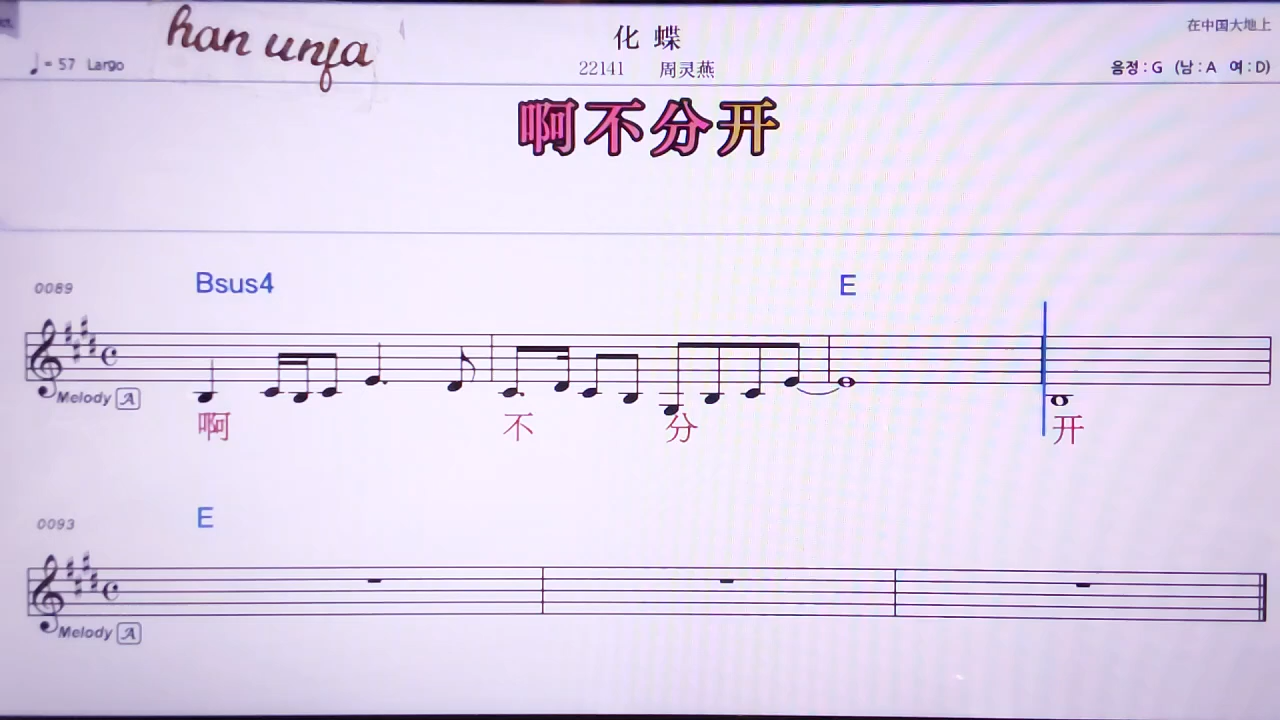 han unfa
化 蝶
在中国大地上
♩= 57 Largo
22141 周灵燕
음정 : G (남 : A 여 : D)
啊不分开
0089 Bsus4 E
Melody A
啊 不 分 开
0093 E
Melody A